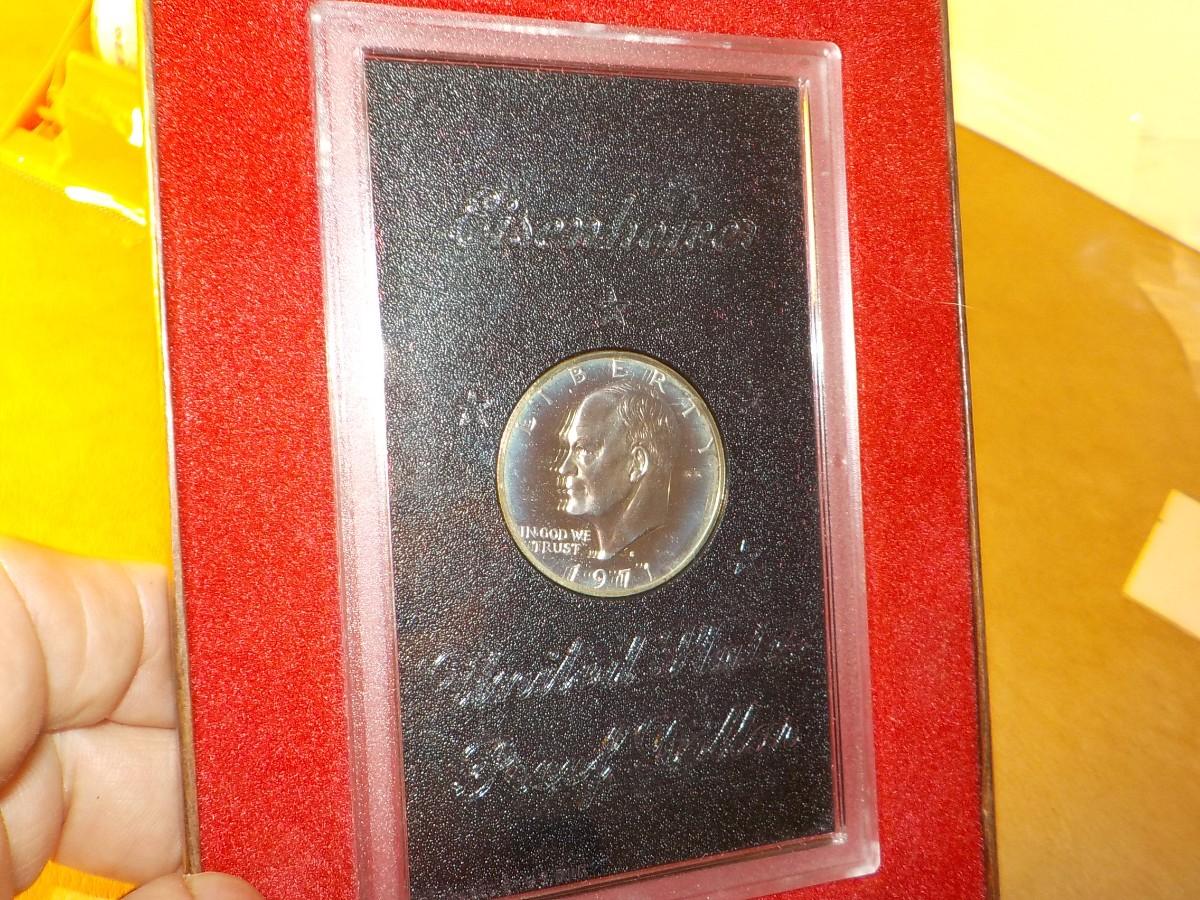 Eisenhower
LIBERTY
IN GOD WE
TRUST
S
1971
United States
Proof Dollar